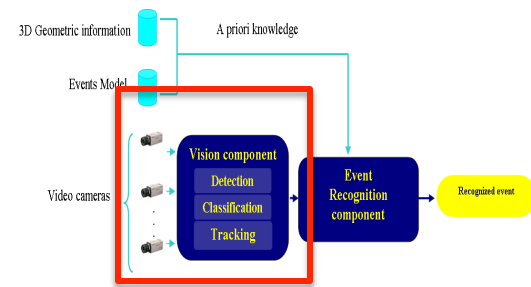 3D Geometric information
A priori knowledge
Events Model
Video cameras
Vision component
Detection
Classification
Tracking
Event
Recognition
component
Recognized event